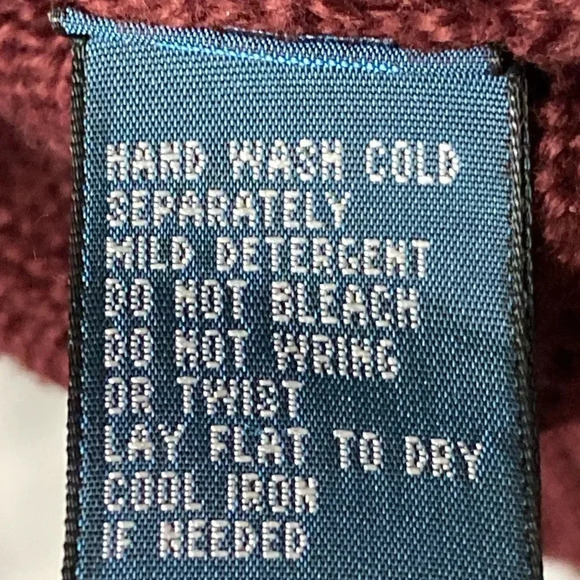 HAND WASH COLD
SEPARATELY
MILD DETERGENT
DO NOT BLEACH
DO NOT WRING
OR TWIST
LAY FLAT TO DRY
COOL IRON
IF NEEDED